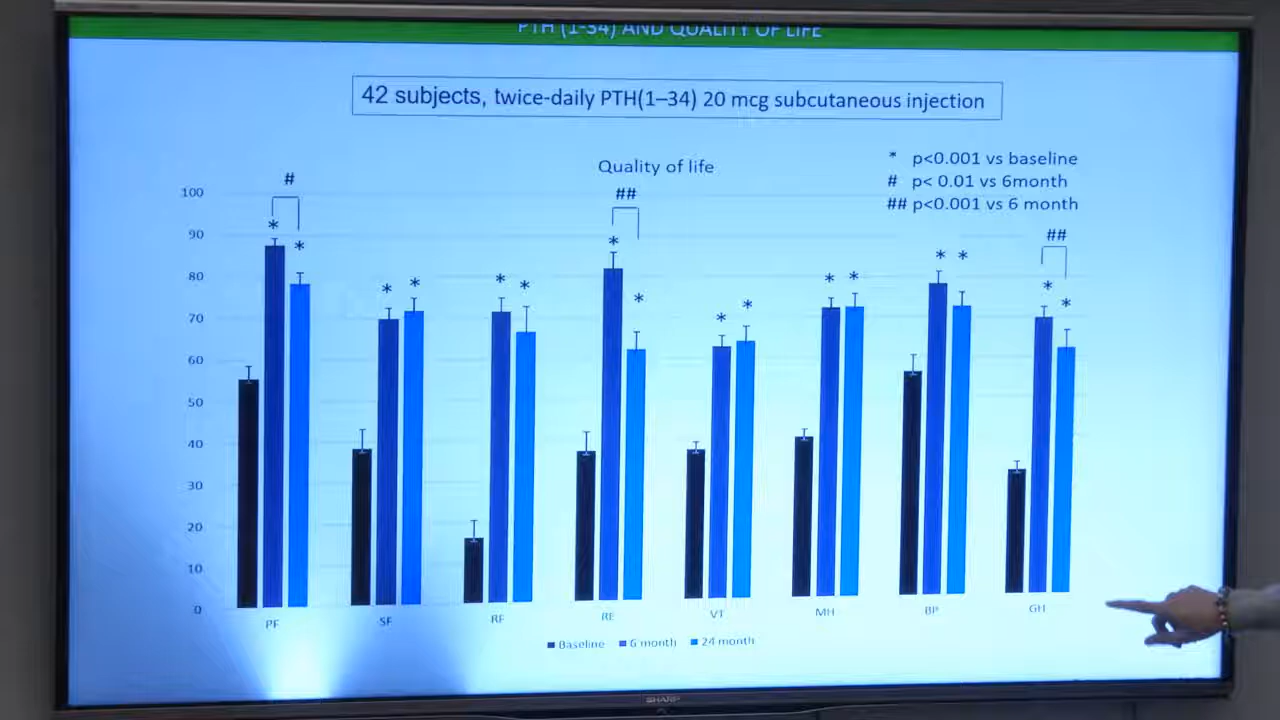 PTH (1-34) AND QUALITY OF LIFE
42 subjects, twice-daily PTH(1–34) 20 mcg subcutaneous injection
Quality of life
* p<0.001 vs baseline
# p< 0.01 vs 6month
## p<0.001 vs 6 month
# ## ##
100
90
80
70
60
50
40
30
20
10
0
* * * * * * * * * * * * * * * *
PF SF RF RE VT MH BP GH
Baseline 6 month 24 month
SHARP